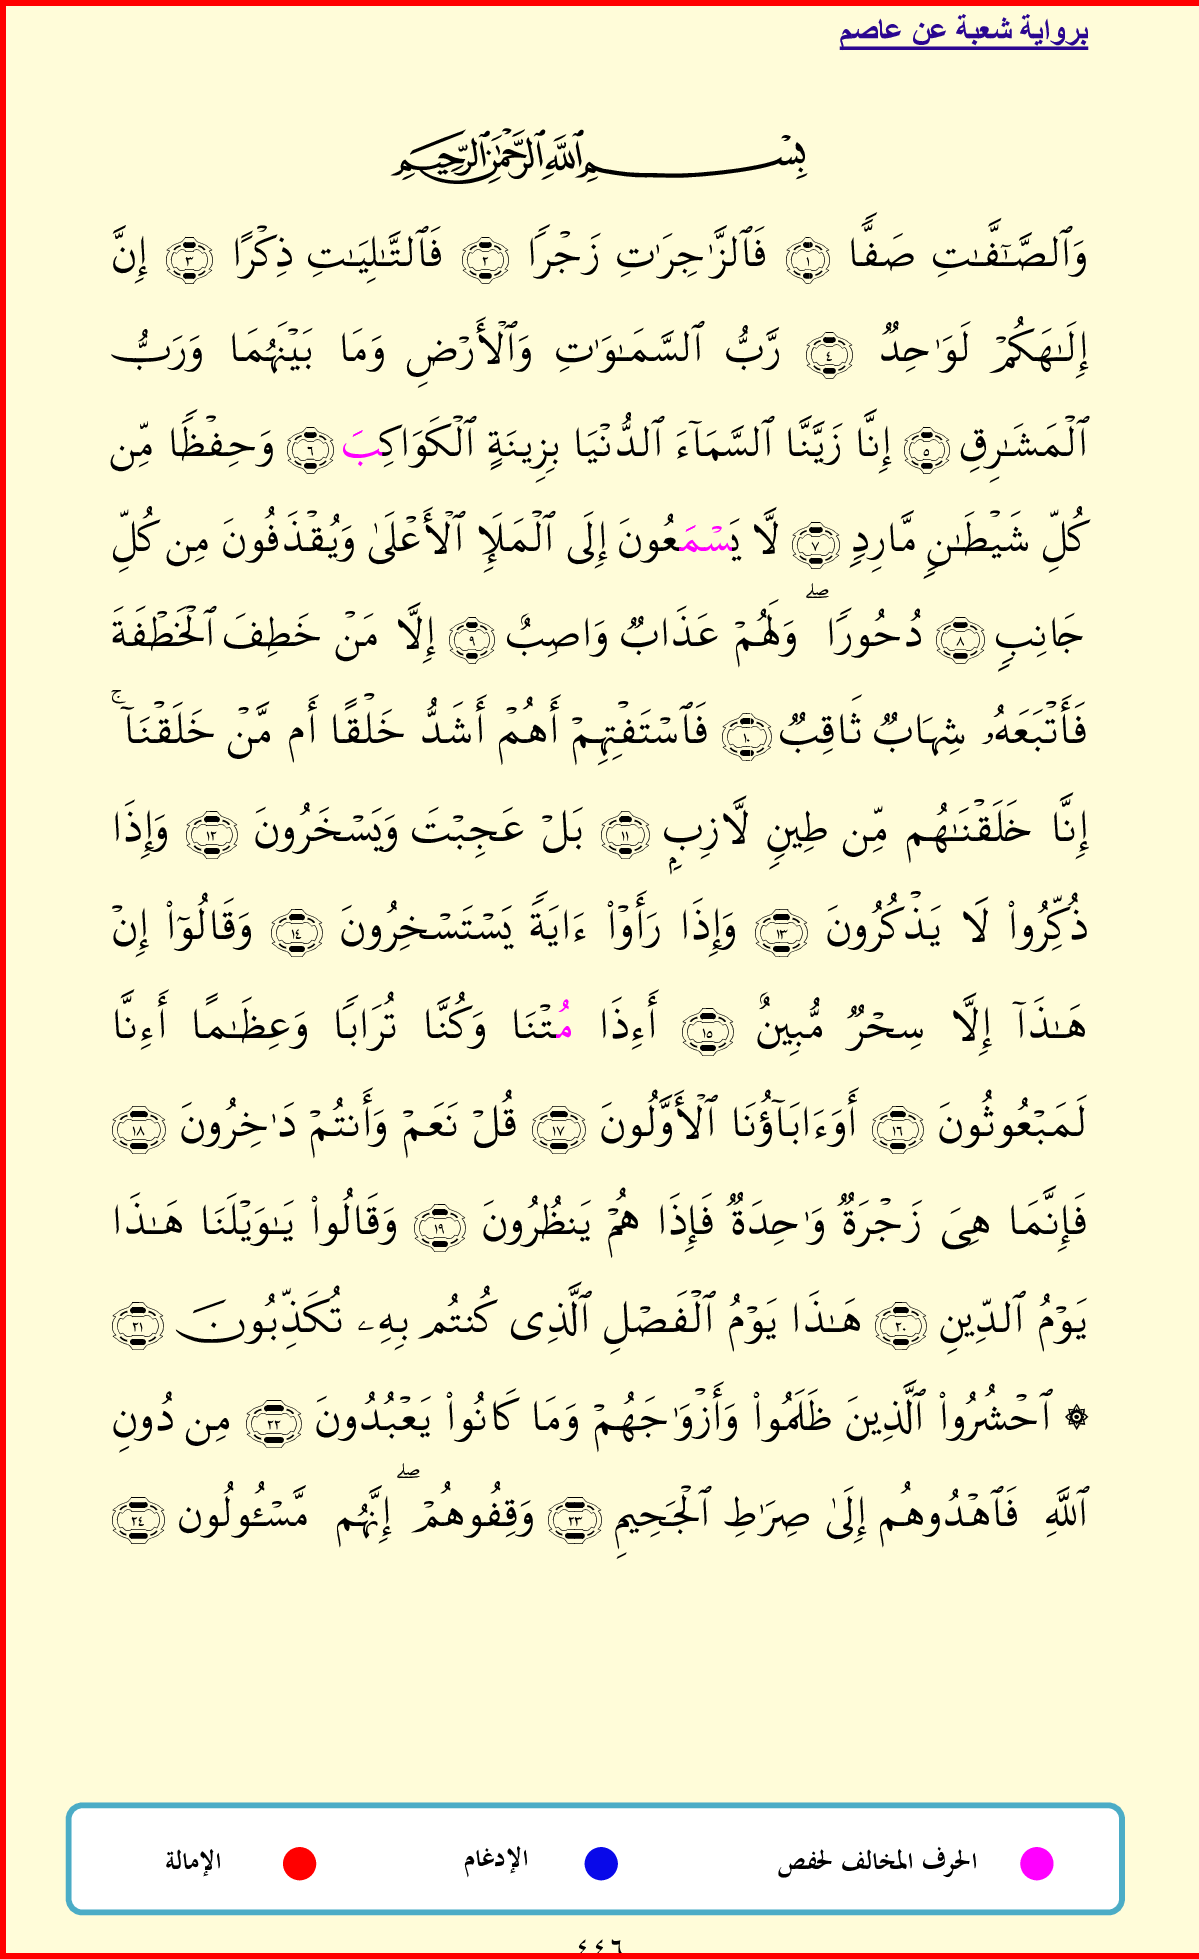 برواية شعبة عن عاصم
بِسْمِ ٱللَّهِ ٱلرَّحْمَٰنِ ٱلرَّحِيمِ
وَٱلصَّٰٓفَّٰتِ صَفًّا ١ فَٱلزَّٰجِرَٰتِ زَجْرًا ٢ فَٱلتَّٰلِيَٰتِ ذِكْرًا ٣ إِنَّ
إِلَٰهَكُمْ لَوَٰحِدٌ ٤ رَّبُّ ٱلسَّمَٰوَٰتِ وَٱلْأَرْضِ وَمَا بَيْنَهُمَا وَرَبُّ
ٱلْمَشَٰرِقِ ٥ إِنَّا زَيَّنَّا ٱلسَّمَآءَ ٱلدُّنْيَا بِزِينَةٍ ٱلْكَوَاكِبَ ٦ وَحِفْظًا مِّن
كُلِّ شَيْطَٰنٍ مَّارِدٍ ٧ لَّا يَسْمَعُونَ إِلَى ٱلْمَلَإِ ٱلْأَعْلَىٰ وَيُقْذَفُونَ مِن كُلِّ
جَانِبٍ ٨ دُحُورًا ۖ وَلَهُمْ عَذَابٌ وَاصِبٌ ٩ إِلَّا مَنْ خَطِفَ ٱلْخَطْفَةَ
فَأَتْبَعَهُۥ شِهَابٌ ثَاقِبٌ ١٠ فَٱسْتَفْتِهِمْ أَهُمْ أَشَدُّ خَلْقًا أَم مَّنْ خَلَقْنَآ ۚ
إِنَّا خَلَقْنَٰهُم مِّن طِينٍ لَّازِبٍۭ ١١ بَلْ عَجِبْتَ وَيَسْخَرُونَ ١٢ وَإِذَا
ذُكِّرُوا۟ لَا يَذْكُرُونَ ١٣ وَإِذَا رَأَوْا۟ ءَايَةً يَسْتَسْخِرُونَ ١٤ وَقَالُوٓا۟ إِنْ
هَٰذَآ إِلَّا سِحْرٌ مُّبِينٌ ١٥ أَءِذَا مُتْنَا وَكُنَّا تُرَابًا وَعِظَٰمًا أَءِنَّا
لَمَبْعُوثُونَ ١٦ أَوَءَابَآؤُنَا ٱلْأَوَّلُونَ ١٧ قُلْ نَعَمْ وَأَنتُمْ دَٰخِرُونَ ١٨
فَإِنَّمَا هِىَ زَجْرَةٌ وَٰحِدَةٌ فَإِذَا هُمْ يَنظُرُونَ ١٩ وَقَالُوا۟ يَٰوَيْلَنَا هَٰذَا
يَوْمُ ٱلدِّينِ ٢٠ هَٰذَا يَوْمُ ٱلْفَصْلِ ٱلَّذِى كُنتُم بِهِۦ تُكَذِّبُونَ ٢١
۞ ٱحْشُرُوا۟ ٱلَّذِينَ ظَلَمُوا۟ وَأَزْوَٰجَهُمْ وَمَا كَانُوا۟ يَعْبُدُونَ ٢٢ مِن دُونِ
ٱللَّهِ فَٱهْدُوهُمْ إِلَىٰ صِرَٰطِ ٱلْجَحِيمِ ٢٣ وَقِفُوهُمْ ۖ إِنَّهُم مَّسْـُٔولُونَ ٢٤
الحرف المخالف لحفص الإدغام الإمالة
٤٤٦